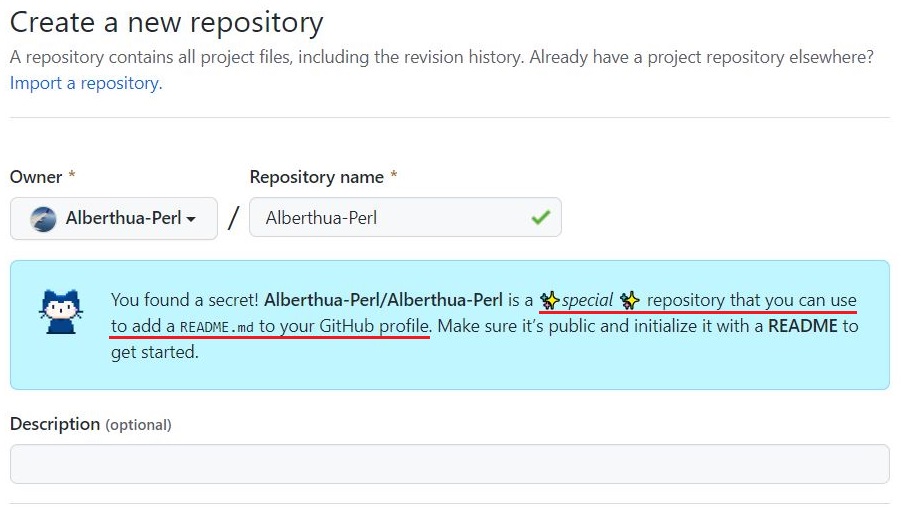 Create a new repository
A repository contains all project files, including the revision history. Already have a project repository elsewhere?
Import a repository.
Owner *
Repository name *
Alberthua-Perl
/
Alberthua-Perl
You found a secret! Alberthua-Perl/Alberthua-Perl is a ✨special ✨ repository that you can use
to add a README.md to your GitHub profile. Make sure it’s public and initialize it with a README to
get started.
Description (optional)